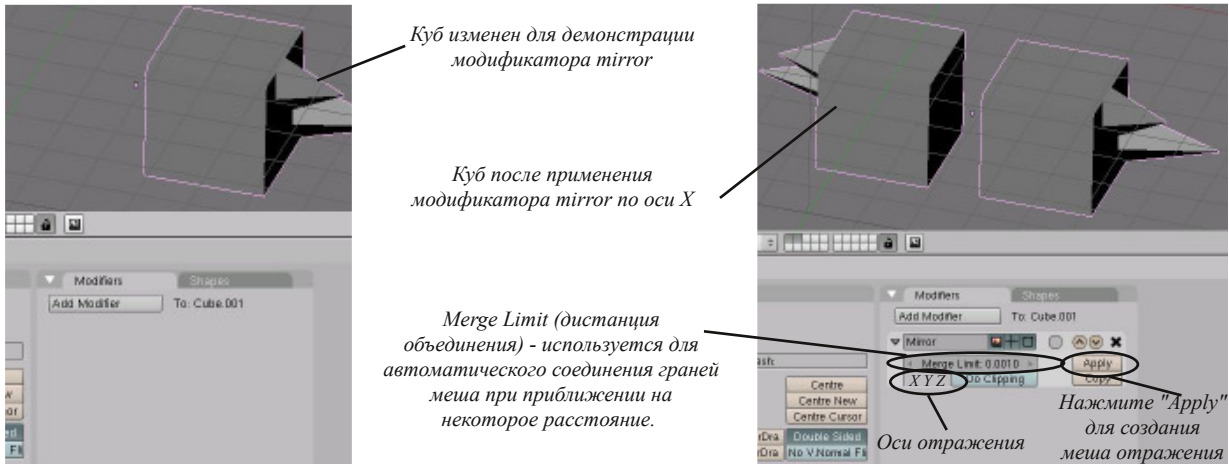 Куб изменен для демонстрации
модификатора mirror
Куб после применения
модификатора mirror по оси X
Merge Limit (дистанция
объединения) - используется для
автоматического соединения граней
меша при приближении на
некоторое расстояние.
Modifiers
Shapes
Add Modifier
To: Cube.001
Modifiers
Shapes
Add Modifier
To: Cube.001
Mirror
Merge Limit: 0.0010
Apply
X Y Z
Do Clipping
Copy
Centre
Centre New
Centre Cursor
Double Sided
No V.Normal Fli
Оси отражения
Нажмите "Apply"
для создания
меша отражения